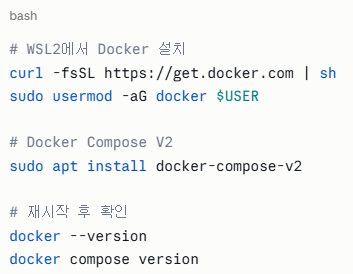 bash
# WSL2에서 Docker 설치
curl -fsSL https://get.docker.com | sh
sudo usermod -aG docker $USER
# Docker Compose V2
sudo apt install docker-compose-v2
# 재시작 후 확인
docker --version
docker compose version